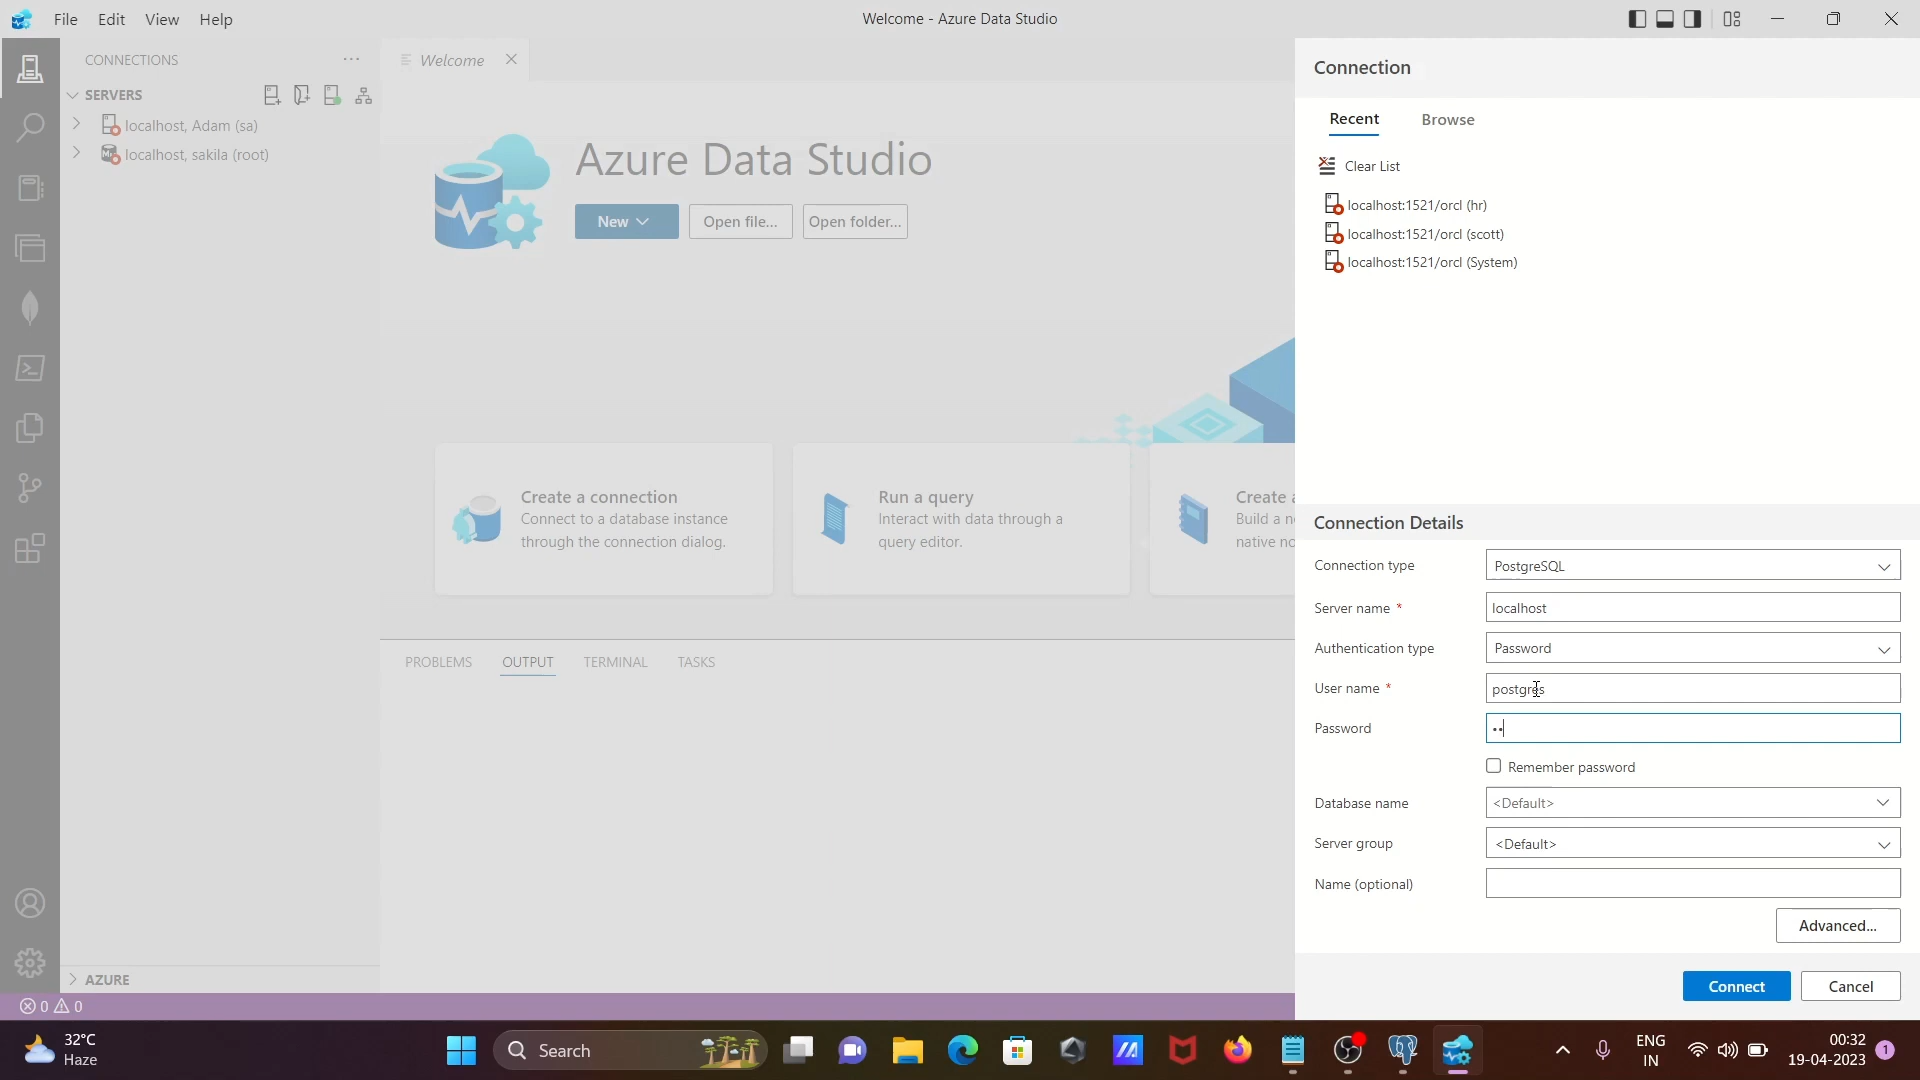 File Edit View Help
Welcome - Azure Data Studio
CONNECTIONS
SERVERS
localhost, Adam (sa)
localhost, sakila (root)
AZURE
Welcome
Azure Data Studio
New
Open file...
Open folder...
Create a connection
Connect to a database instance
through the connection dialog.
Run a query
Interact with data through a
query editor.
Create
Build a
native
PROBLEMS OUTPUT TERMINAL TASKS
Connection
Recent Browse
Clear List
localhost:1521/orcl (hr)
localhost:1521/orcl (scott)
localhost:1521/orcl (System)
Connection Details
Connection type PostgreSQL
Server name * localhost
Authentication type Password
User name * postgres
Password ••
Remember password
Database name <Default>
Server group <Default>
Name (optional)
Advanced...
Connect Cancel
0 0
32°C
Haze
Search
ENG
IN
00:32
19-04-2023
1